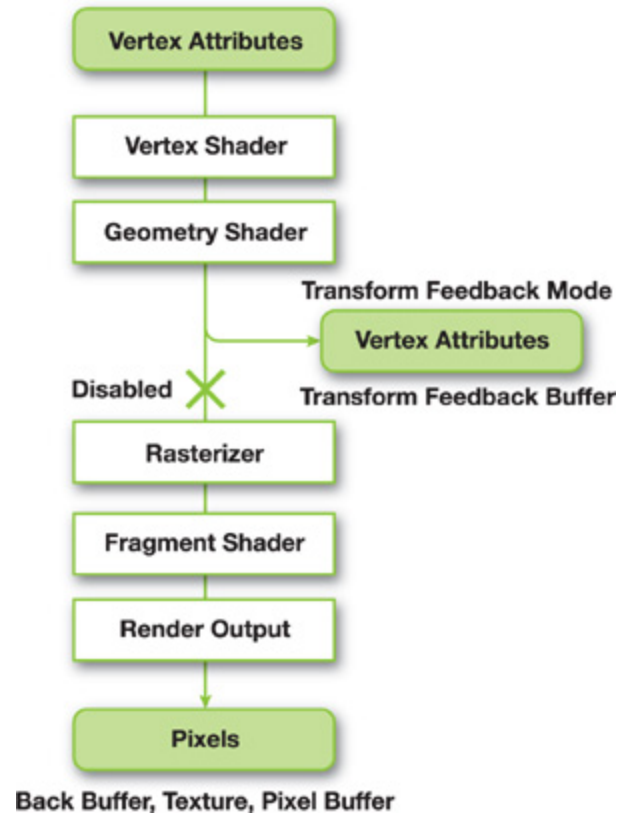 Vertex Attributes
Vertex Shader
Geometry Shader
Transform Feedback Mode
Vertex Attributes
Transform Feedback Buffer
Disabled
Rasterizer
Fragment Shader
Render Output
Pixels
Back Buffer, Texture, Pixel Buffer